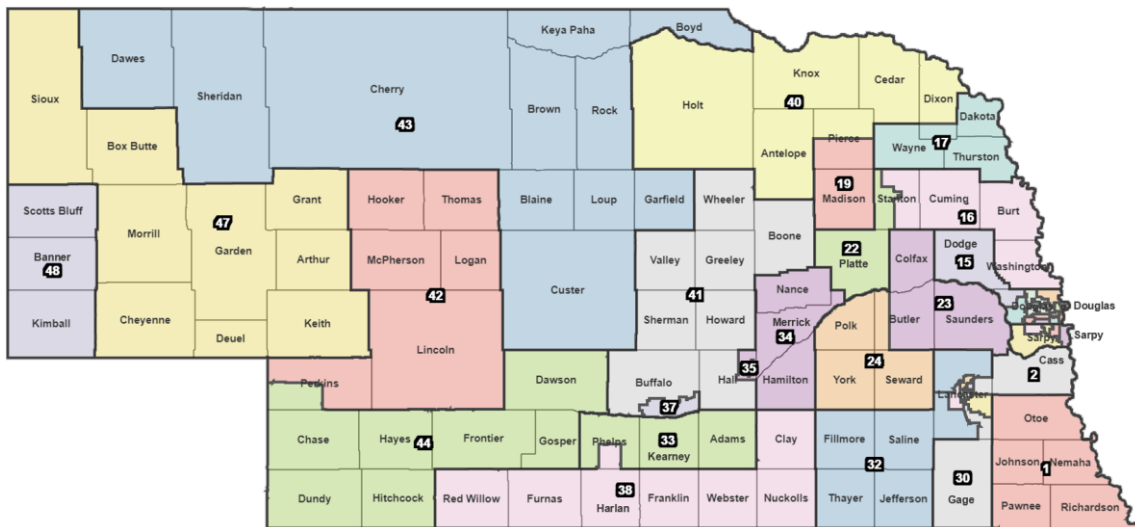 Boyd
Keya Paha
Dawes
Knox
Cedar
Sioux
Sheridan
Cherry
Dixon
40
Holt
Brown
Rock
Dakota
43
Pierce
17
Box Butte
Wayne
Antelope
Thurston
19
Grant
Hooker
Thomas
Blaine
Loup
Garfield
Wheeler
Madison
Stanton
Cuming
Scotts Bluff
47
16
Burt
Morrill
Boone
Garden
22
Dodge
Banner
Arthur
McPherson
Logan
Valley
Greeley
Platte
Colfax
15
Washington
48
42
Custer
41
Nance
23
Douglas
Kimball
Cheyenne
Keith
Sherman
Howard
Merrick
Polk
Butler
Saunders
Deuel
34
Sarpy
Sarpy
Lincoln
24
Cass
35
2
Perkins
Dawson
Buffalo
Hall
Hamilton
York
Seward
Lancaster
37
Otoe
Chase
Hayes
44
Frontier
Gosper
Phelps
33
Kearney
Adams
Clay
Fillmore
Saline
Johnson
Nemaha
32
1
30
Dundy
Hitchcock
Red Willow
Furnas
38
Harlan
Franklin
Webster
Nuckolls
Thayer
Jefferson
Gage
Pawnee
Richardson